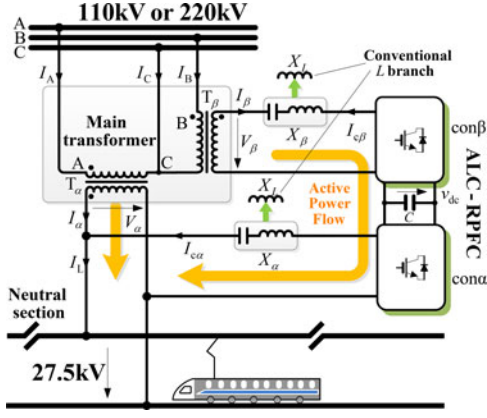 110kV or 220kV
A
B
C
I_A
I_C
I_B
X_L
Conventional
L branch
Main
transformer
T_β
I_β
B
V_β
X_β
I_cβ
conβ
A
C
T_α
X_L
Active
Power
Flow
C
v_dc
ALC-RPFC
I_α
V_α
I_cα
X_α
I_L
conα
Neutral
section
27.5kV